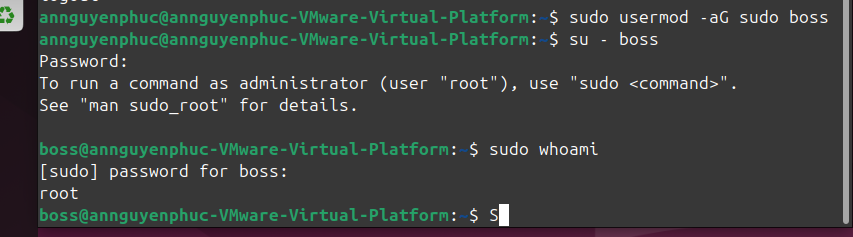 annguyenphuc@annguyenphuc-VMware-Virtual-Platform:~$ sudo usermod -aG sudo boss
annguyenphuc@annguyenphuc-VMware-Virtual-Platform:~$ su - boss
Password:
To run a command as administrator (user "root"), use "sudo <command>".
See "man sudo_root" for details.
boss@annguyenphuc-VMware-Virtual-Platform:~$ sudo whoami
[sudo] password for boss:
root
boss@annguyenphuc-VMware-Virtual-Platform:~$ S